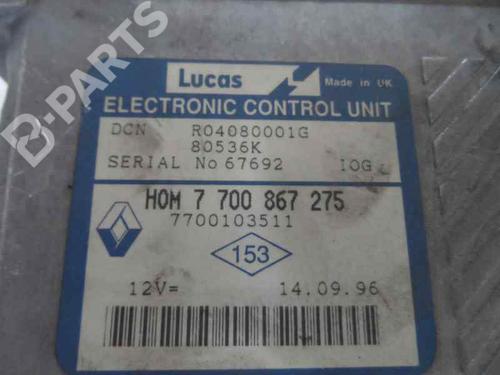 B-PARTS
Lucas
Made in UK
ELECTRONIC CONTROL UNIT
DCN R04080001G
80536K
SERIAL No 67692 IOG
HOM 7 700 867 275
7700103511
153
12V= 14.09.96